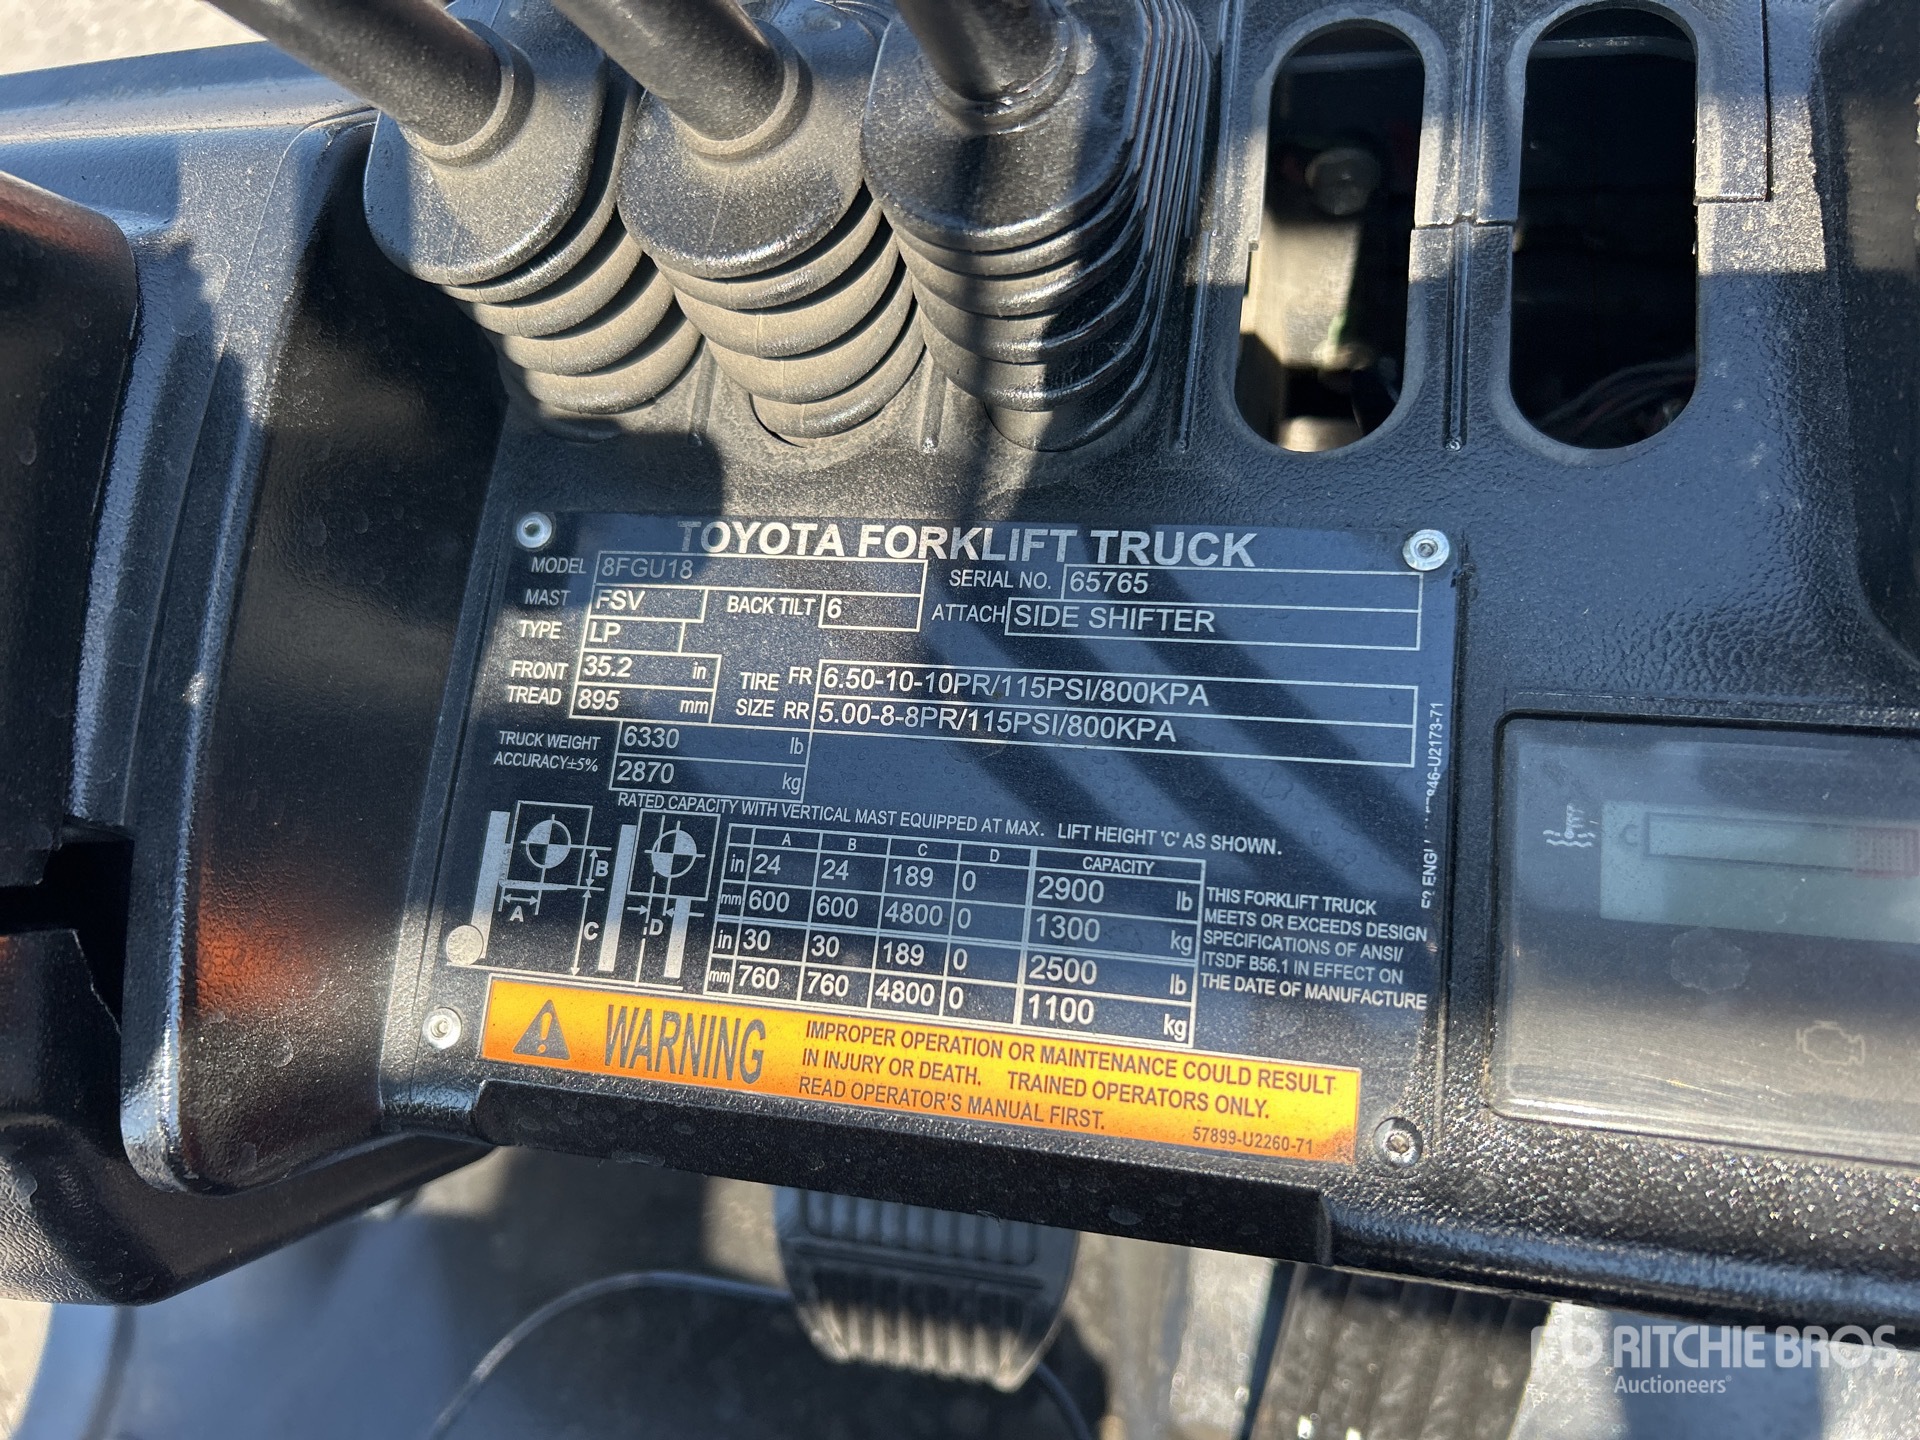 TOYOTA FORKLIFT TRUCK
MODEL 8FGU18 SERIAL NO. 65765
MAST FSV BACK TILT 6 ATTACH SIDE SHIFTER
TYPE LP
FRONT TREAD 35.2 in TIRE SIZE FR 6.50-10-10PR/115PSI/800KPA
895 mm RR 5.00-8-8PR/115PSI/800KPA
TRUCK WEIGHT 6330 lb
ACCURACY±5% 2870 kg
RATED CAPACITY WITH VERTICAL MAST EQUIPPED AT MAX. LIFT HEIGHT 'C' AS SHOWN.
A B C D CAPACITY
in 24 24 189 0 2900 lb
mm 600 600 4800 0 1300 kg
in 30 30 189 0 2500 lb
mm 760 760 4800 0 1100 kg
A B C D
THIS FORKLIFT TRUCK
MEETS OR EXCEEDS DESIGN
SPECIFICATIONS OF ANSI/
ITSDF B56.1 IN EFFECT ON
THE DATE OF MANUFACTURE
-U2173-71
WARNING
IMPROPER OPERATION OR MAINTENANCE COULD RESULT
IN INJURY OR DEATH. TRAINED OPERATORS ONLY.
READ OPERATOR'S MANUAL FIRST.
57899-U2260-71
C
RITCHIE BROS
Auctioneers